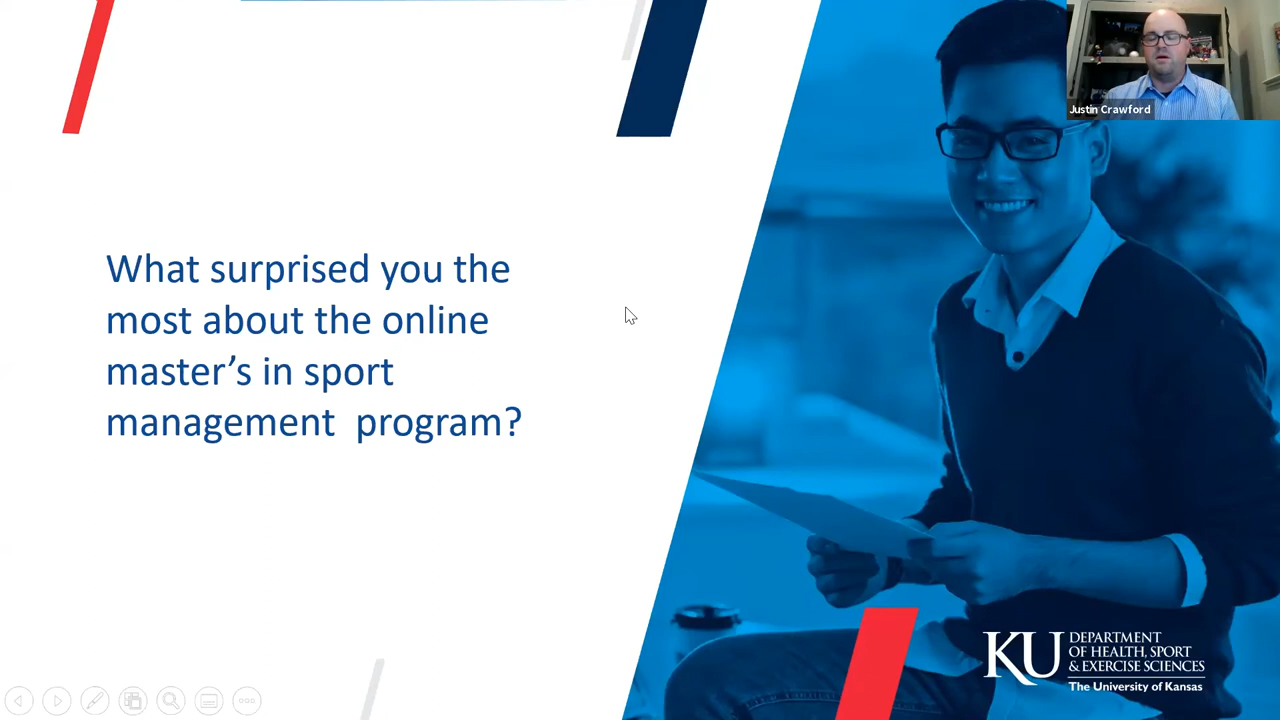 Justin Crawford
What surprised you the
most about the online
master’s in sport
management  program?
KU
DEPARTMENT
OF HEALTH, SPORT
& EXERCISE SCIENCES
The University of Kansas